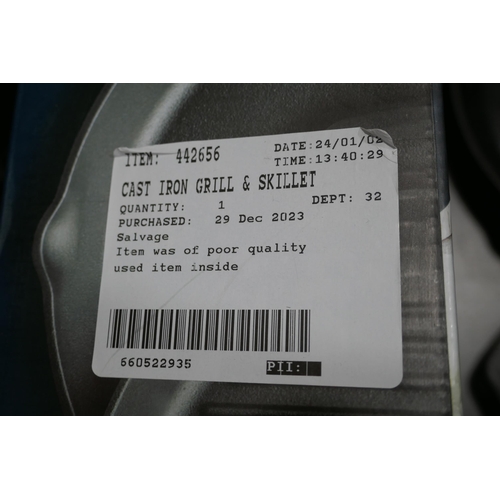 ITEM: 442656 DATE:24/01/02
TIME:13:40:29
CAST IRON GRILL & SKILLET
QUANTITY: 1 DEPT: 32
PURCHASED: 29 Dec 2023
Salvage
Item was of poor quality
used item inside
660522935 PII: